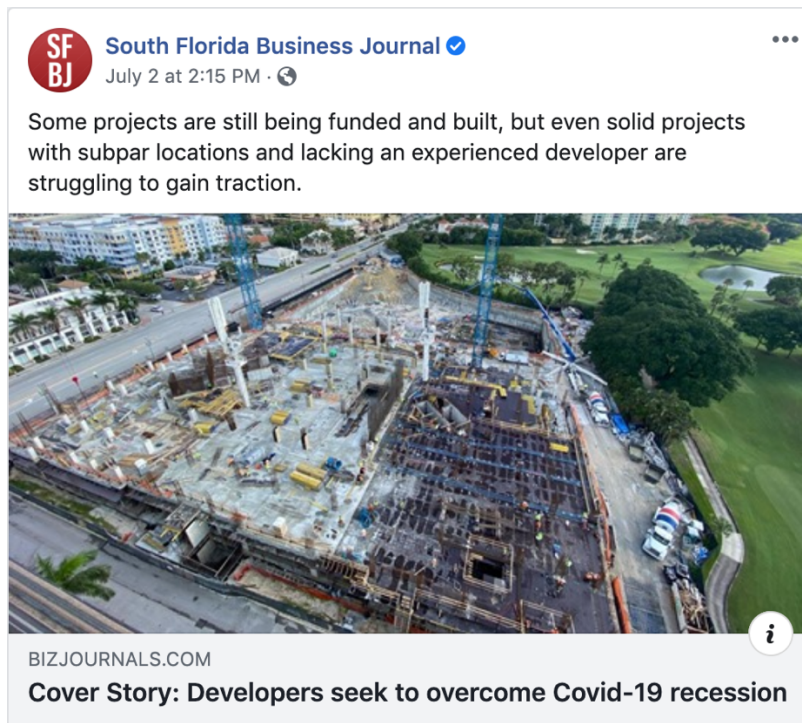 SF
BJ
South Florida Business Journal
July 2 at 2:15 PM ·
Some projects are still being funded and built, but even solid projects
with subpar locations and lacking an experienced developer are
struggling to gain traction.
i
BIZJOURNALS.COM
Cover Story: Developers seek to overcome Covid-19 recession